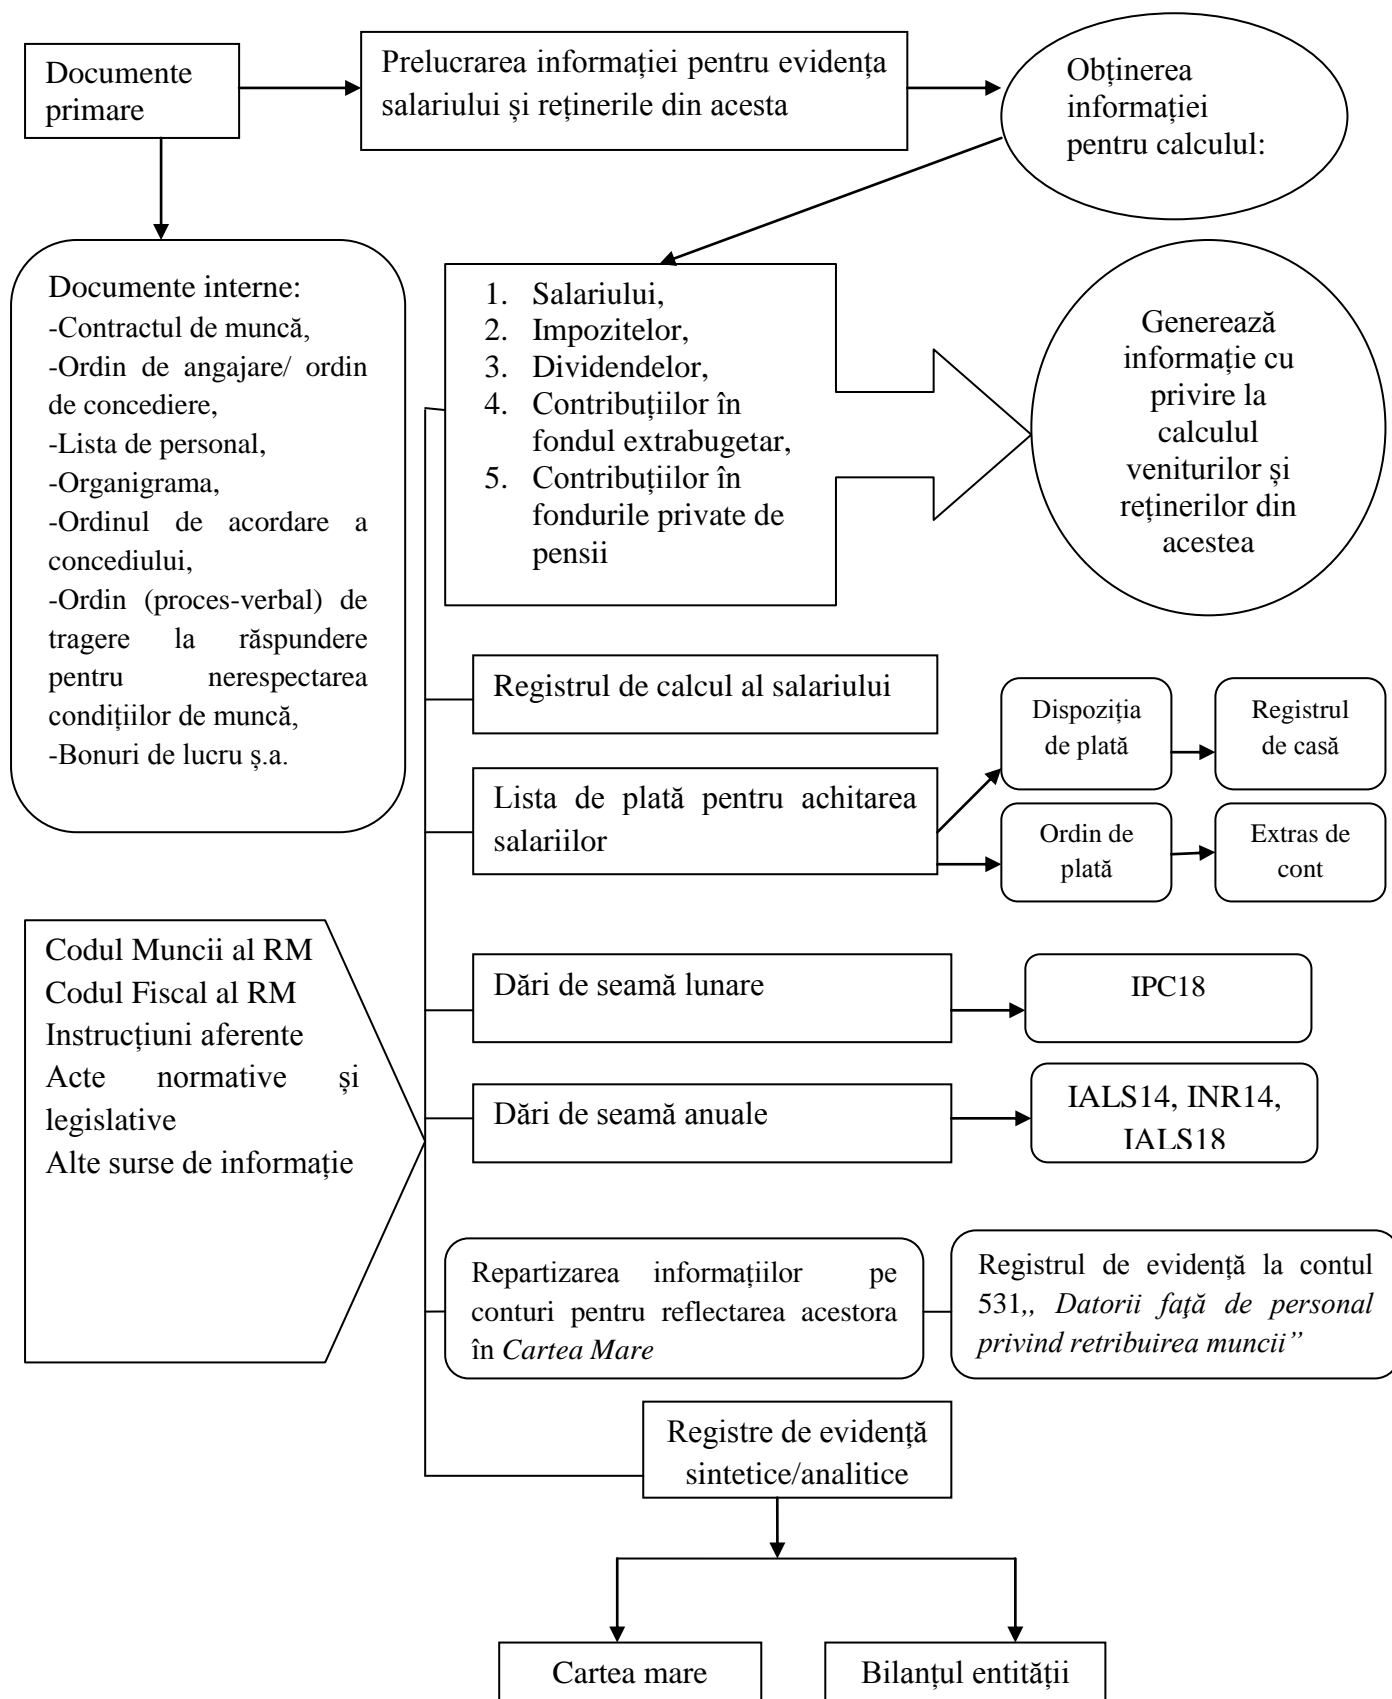 Documente
primare
Prelucrarea informației pentru evidența
salariului și reținerile din acesta
Obținerea
informației
pentru calculul:
Documente interne:
-Contractul de muncă,
-Ordin de angajare/ ordin
de concediere,
-Lista de personal,
-Organigrama,
-Ordinul de acordare a
concediului,
-Ordin (proces-verbal) de
tragere la răspundere
pentru nerespectarea
condițiilor de muncă,
-Bonuri de lucru ș.a.
1. Salariului,
2. Impozitelor,
3. Dividendelor,
4. Contribuțiilor în
fondul extrabugetar,
5. Contribuțiilor în
fondurile private de
pensii
Generează
informație cu
privire la
calculul
veniturilor și
reținerilor din
acestea
Registrul de calcul al salariului
Lista de plată pentru achitarea
salariilor
Dispoziția
de plată
Registrul
de casă
Ordin de
plată
Extras de
cont
Codul Muncii al RM
Codul Fiscal al RM
Instrucțiuni aferente
Acte normative și
legislative
Alte surse de informație
Dări de seamă lunare
IPC18
Dări de seamă anuale
IALS14, INR14,
IALS18
Repartizarea informațiilor pe
conturi pentru reflectarea acestora
în Cartea Mare
Registrul de evidență la contul
531,, Datorii faţă de personal
privind retribuirea muncii”
Registre de evidență
sintetice/analitice
Cartea mare
Bilanțul entității